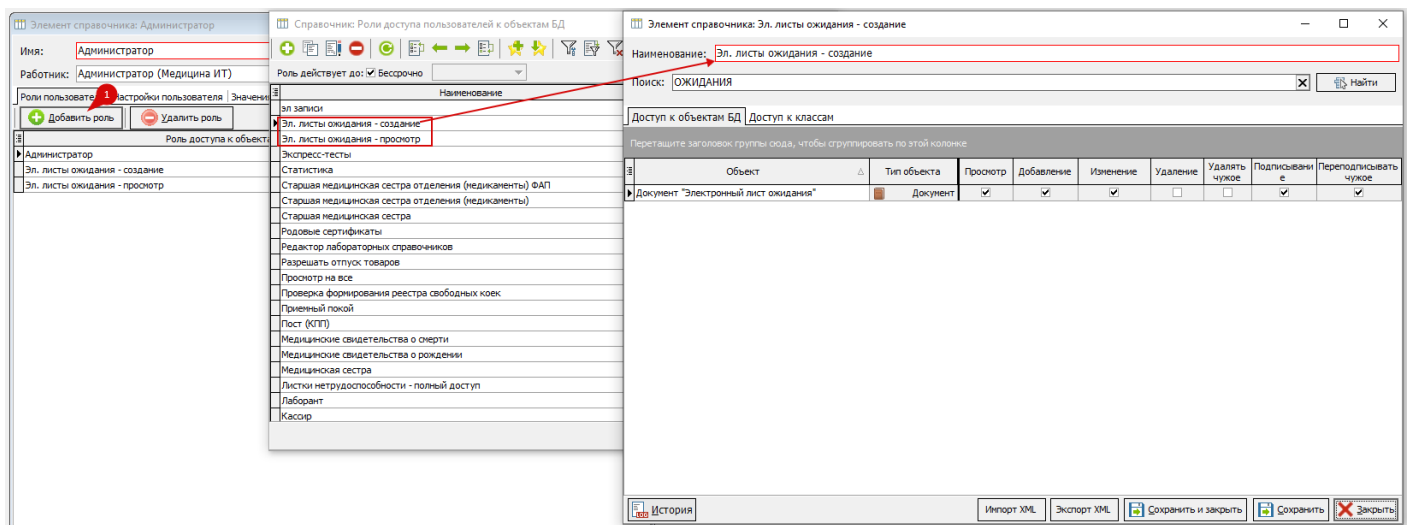 Элемент справочника: Администратор
Имя: Администратор
Работник: Администратор (Медицина ИТ)
Роли пользовате 1 астройки пользователя Значени
Добавить роль Удалить роль
Роль доступа к объекта
Администратор
Эл. листы ожидания - создание
Эл. листы ожидания - просмотр
Справочник: Роли доступа пользователей к объектам БД
Роль действует до: Бессрочно
Наименование
эл записи
Эл. листы ожидания - создание
Эл. листы ожидания - просмотр
Экспресс-тесты
Статистика
Старшая медицинская сестра отделения (медикаменты) ФАП
Старшая медицинская сестра отделения (медикаменты)
Старшая медицинская сестра
Родовые сертификаты
Редактор лабораторных справочников
Разрешать отпуск товаров
Просмотр на все
Проверка формирования реестра свободных коек
Приемный покой
Пост (КПП)
Медицинские свидетельства о смерти
Медицинские свидетельства о рождении
Медицинская сестра
Листки нетрудоспособности - полный доступ
Лаборант
Кассир
Элемент справочника: Эл. листы ожидания - создание
Наименование: Эл. листы ожидания - создание
Поиск: ОЖИДАНИЯ Найти
Доступ к объектам БД Доступ к классам
Перетащите заголовок группы сюда, чтобы сгруппировать по этой колонке
Объект Тип объекта Просмотр Добавление Изменение Удаление Удалять чужое Подписывани е Переподписывать чужое
Документ "Электронный лист ожидания" Документ
История Импорт XML Экспорт XML Сохранить и закрыть Сохранить Закрыть